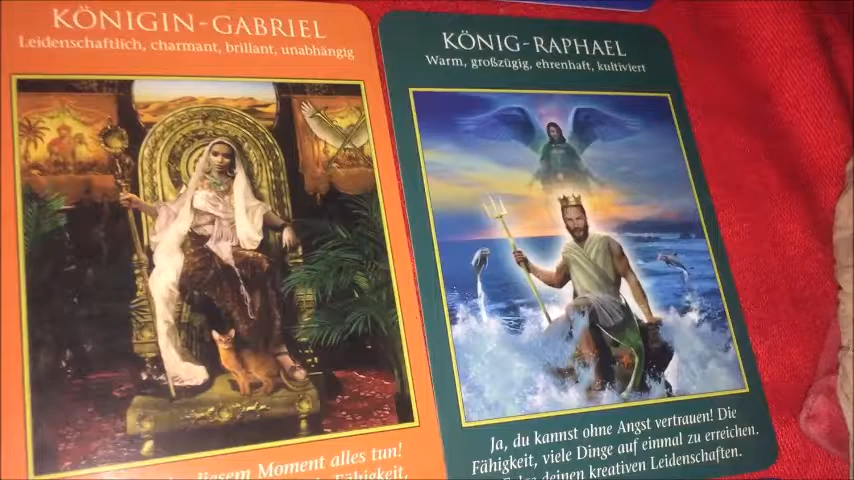 KÖNIGIN-GABRIEL
Leidenschaftlich, charmant, brillant, unabhängig
KÖNIG-RAPHAEL
Warm, großzügig, ehrenhaft, kultiviert
diesem Moment alles tun!
Fähigkeit,
Ja, du kannst ohne Angst vertrauen! Die
Fähigkeit, viele Dinge auf einmal zu erreichen.
deinen kreativen Leidenschaften.